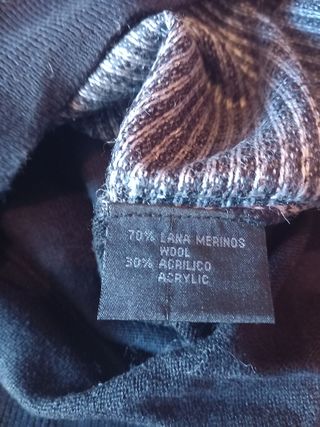 70% LANA MERINOS
WOOL
30% ACRILICO
ACRYLIC